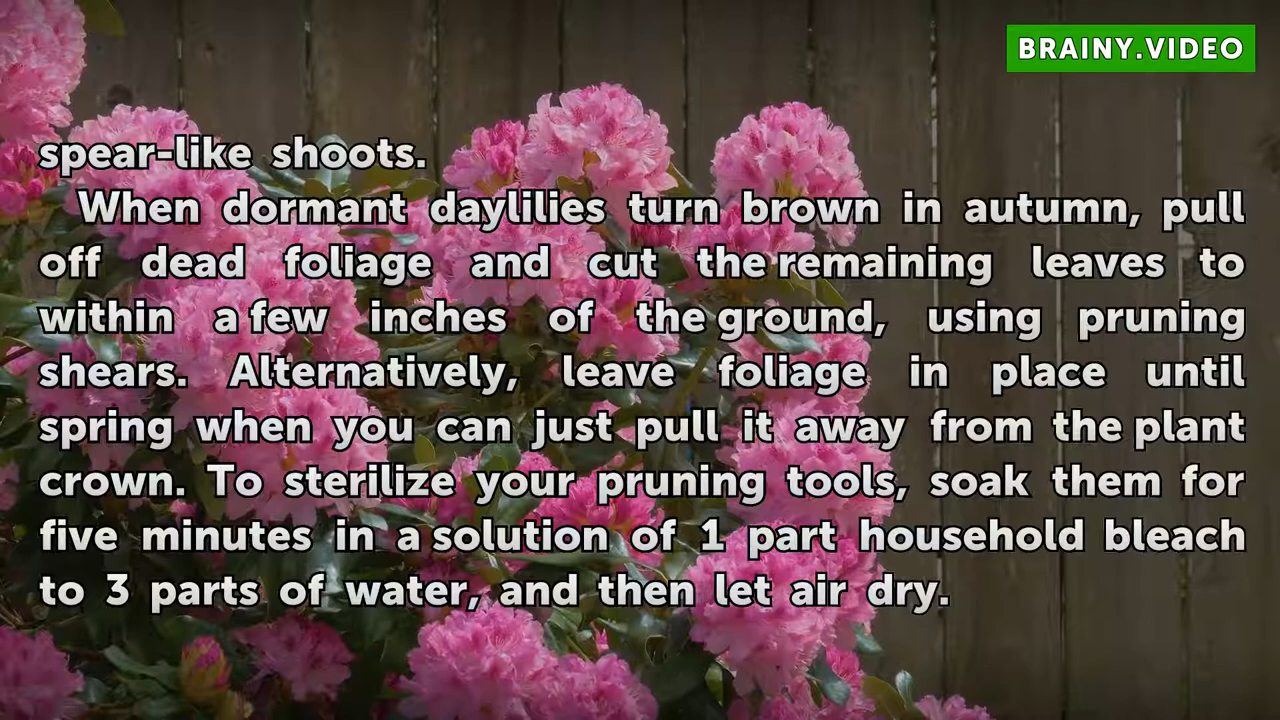 BRAINY.VIDEO
spear-like shoots.
When dormant daylilies turn brown in autumn, pull
off dead foliage and cut the remaining leaves to
within a few inches of the ground, using pruning
shears. Alternatively, leave foliage in place until
spring when you can just pull it away from the plant
crown. To sterilize your pruning tools, soak them for
five minutes in a solution of 1 part household bleach
to 3 parts of water, and then let air dry.